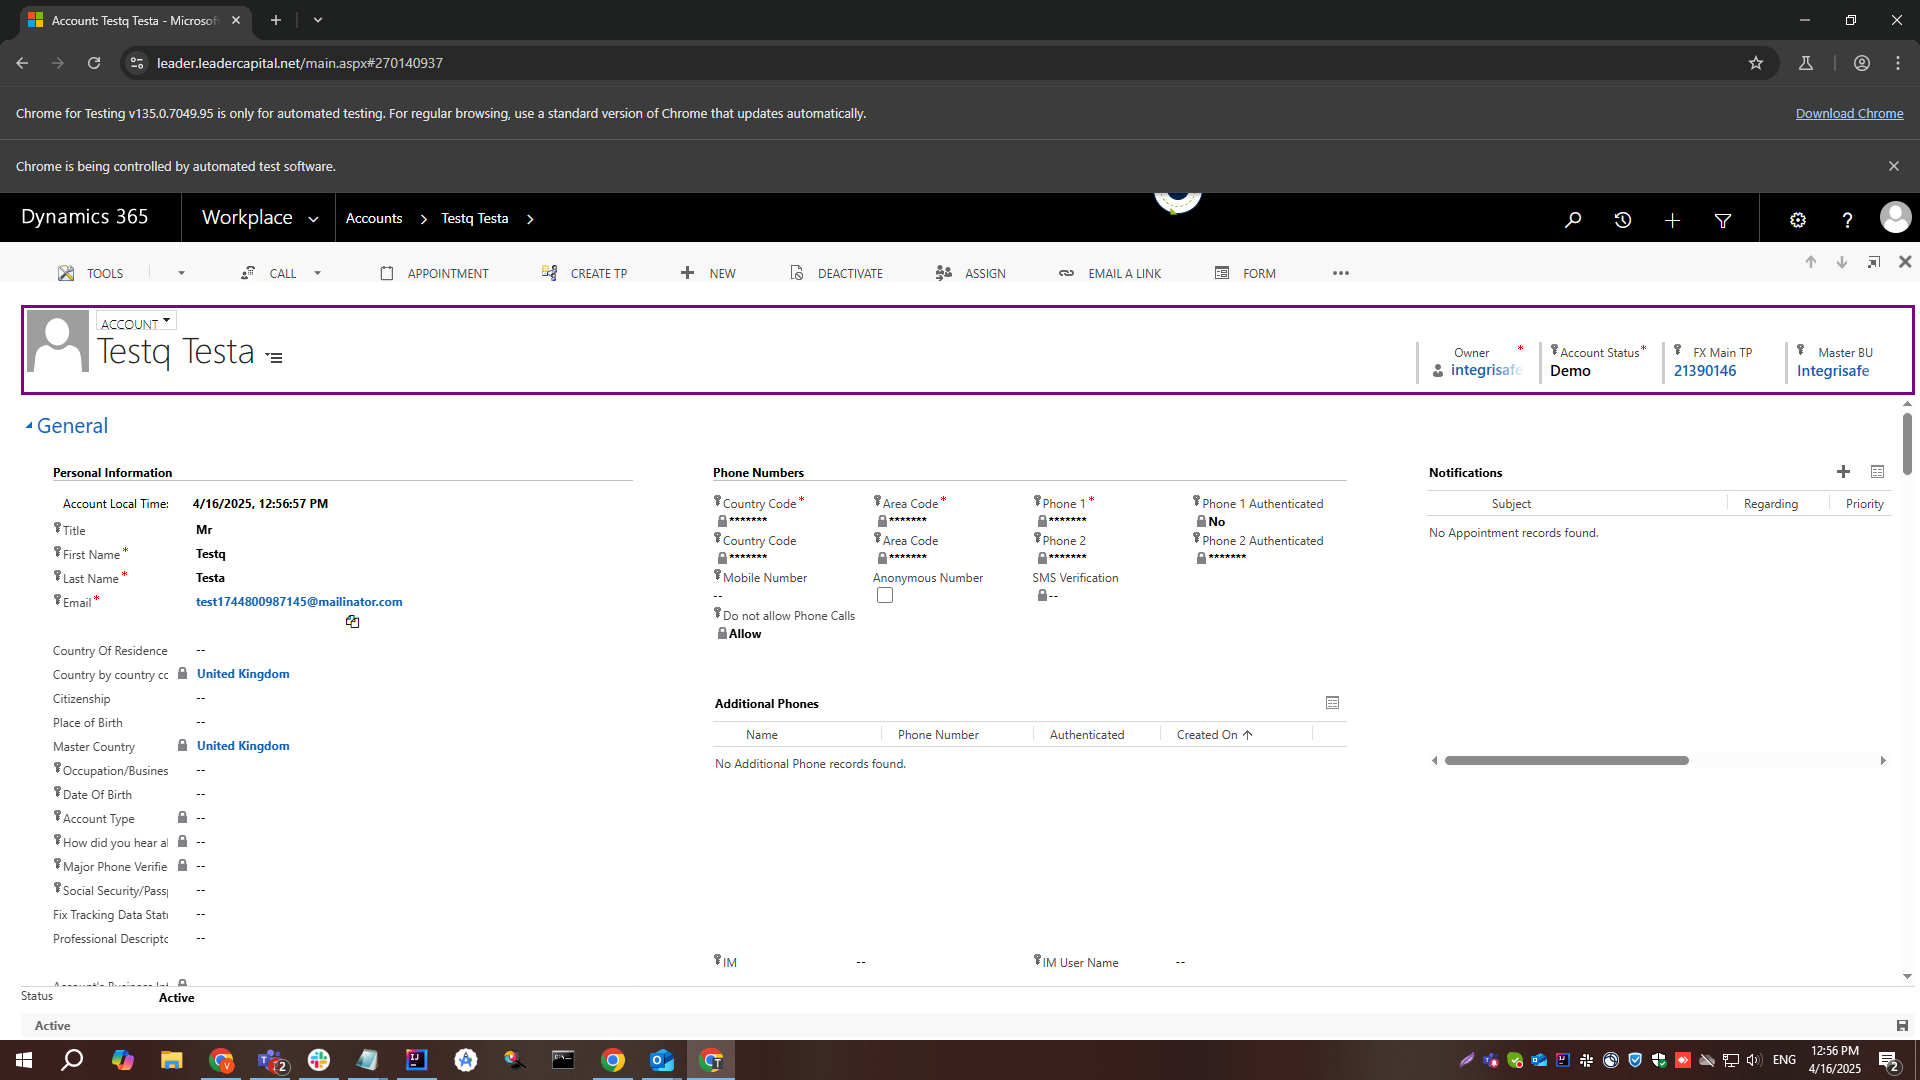 Account: Testq Testa - Microsof
leader.leadercapital.net/main.aspx#270140937
Chrome for Testing v135.0.7049.95 is only for automated testing. For regular browsing, use a standard version of Chrome that updates automatically.
Download Chrome
Chrome is being controlled by automated test software.
Dynamics 365
Workplace
Accounts
Testq Testa
TOOLS
CALL
APPOINTMENT
CREATE TP
NEW
DEACTIVATE
ASSIGN
EMAIL A LINK
FORM
ACCOUNT
Testq Testa
Owner *
integrisafe
Account Status *
Demo
FX Main TP
21390146
Master BU
Integrisafe
General
Personal Information
Account Local Time:
4/16/2025, 12:56:57 PM
Title
Mr
First Name *
Testq
Last Name *
Testa
Email *
test1744800987145@mailinator.com
Country Of Residence
--
Country by country cc
United Kingdom
Citizenship
--
Place of Birth
--
Master Country
United Kingdom
Occupation/Busines
--
Date Of Birth
--
Account Type
--
How did you hear al
--
Major Phone Verifie
--
Social Security/Passp
--
Fix Tracking Data Statu
--
Professional Descripto
--
Phone Numbers
Country Code *
*******
Area Code *
*******
Phone 1 *
*******
Phone 1 Authenticated
No
Country Code
*******
Area Code
*******
Phone 2
*******
Phone 2 Authenticated
*******
Mobile Number
--
Anonymous Number
SMS Verification
--
Do not allow Phone Calls
Allow
Additional Phones
Name
Phone Number
Authenticated
Created On
No Additional Phone records found.
IM
--
IM User Name
--
Notifications
Subject
Regarding
Priority
No Appointment records found.
Status
Active
Active
ENG
12:56 PM
4/16/2025
2
2